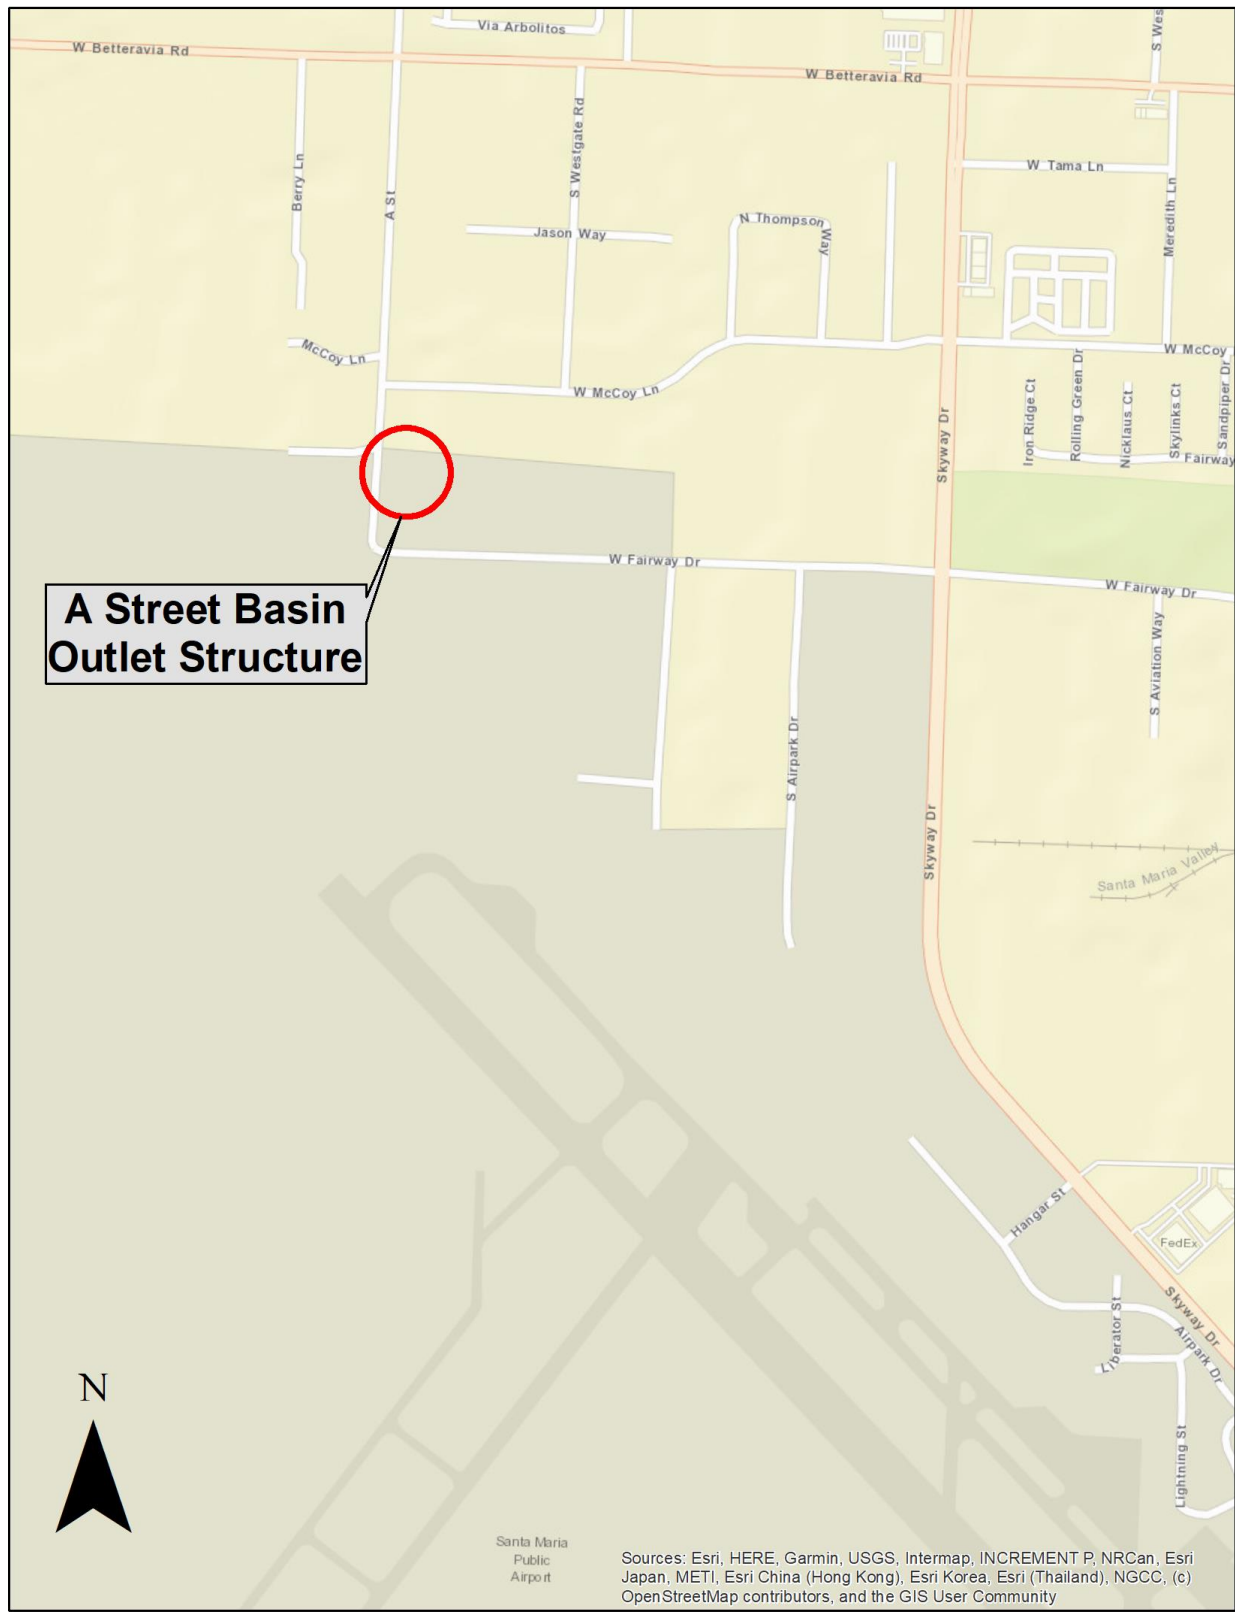 Via Arbolitos
W Betteravia Rd
W Betteravia Rd
S Wes
Berry Ln
A St
S Westgate Rd
Jason Way
N Thompson
Way
W Tama Ln
Meredith Ln
McCoy Ln
W McCoy Ln
W McCoy
Skyway Dr
Iron Ridge Ct
Rolling Green Dr
Nicklaus Ct
Skylinks Ct
Sandpiper Dr
Fairway
W Fairway Dr
W Fairway Dr
S Aviation Way
A Street Basin
Outlet Structure
S Airpark Dr
Skyway Dr
Santa Maria Valley
Hangar St
FedEx
Skyway Dr
Liberator St
Airpark Dr
Lightning St
N
Santa Maria
Public
Airport
Sources: Esri, HERE, Garmin, USGS, Intermap, INCREMENT P, NRCan, Esri
Japan, METI, Esri China (Hong Kong), Esri Korea, Esri (Thailand), NGCC, (c)
OpenStreetMap contributors, and the GIS User Community